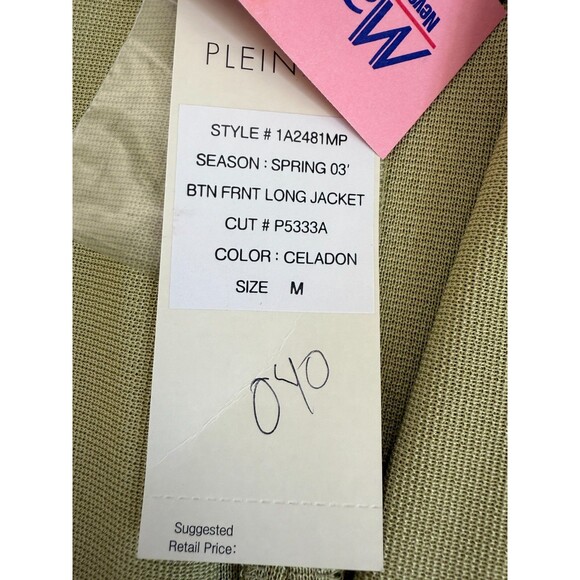 PLEIN
STYLE # 1A2481MP
SEASON : SPRING 03'
BTN FRNT LONG JACKET
CUT # P5333A
COLOR : CELADON
SIZE M
040
Suggested
Retail Price: